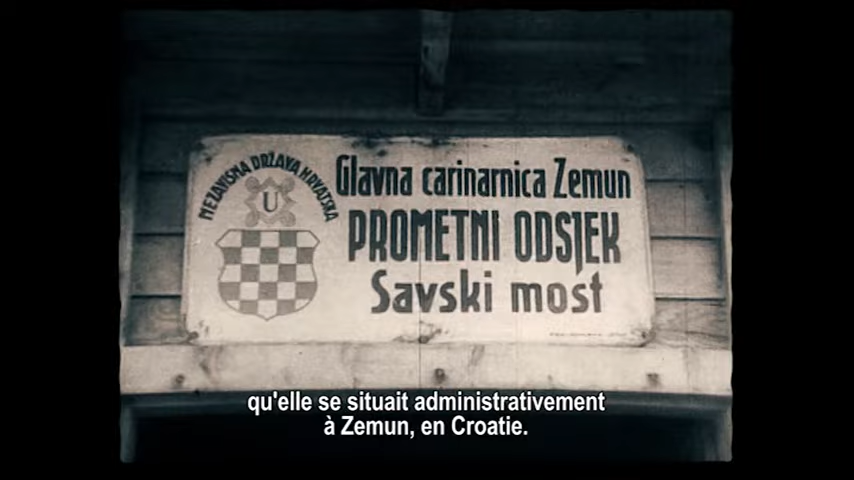 NEZAVISNA DRŽAVA HRVATSKA
U
Glavna carinarnica Zemun
PROMETNI ODSJEK
Savski most
qu'elle se situait administrativement
à Zemun, en Croatie.